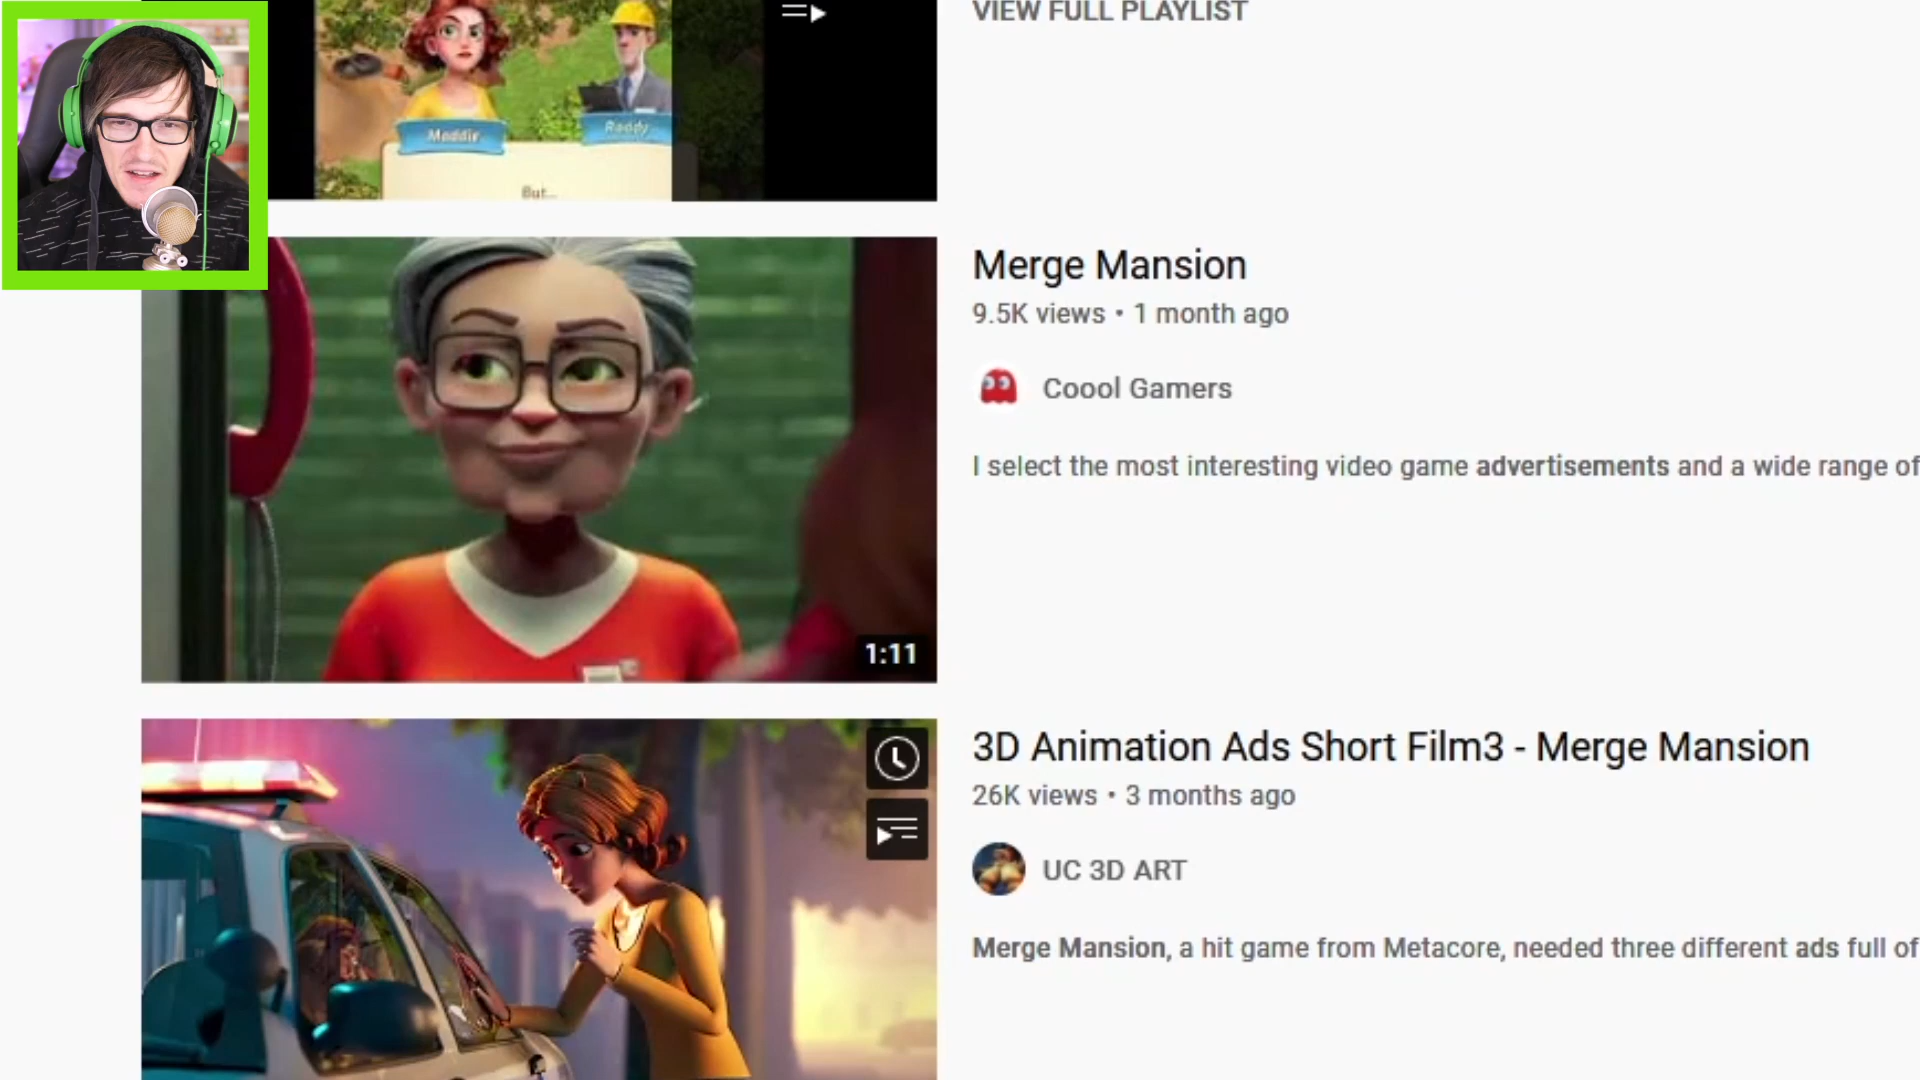 VIEW FULL PLAYLIST
Maddie
Roddy
But...
Merge Mansion
9.5K views • 1 month ago
Coool Gamers
I select the most interesting video game advertisements and a wide range of
1:11
3D Animation Ads Short Film3 - Merge Mansion
26K views • 3 months ago
UC 3D ART
Merge Mansion, a hit game from Metacore, needed three different ads full of